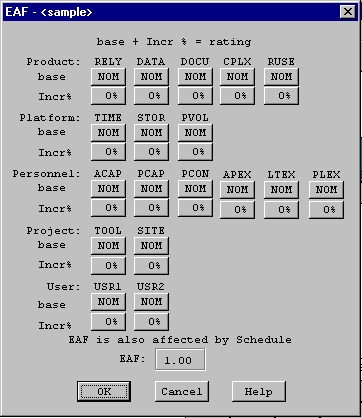 EAF - <sample>
base + Incr % = rating
Product: RELY DATA DOCU CPLX RUSE
base NOM NOM NOM NOM NOM
Incr% 0% 0% 0% 0% 0%
Platform: TIME STOR PVOL
base NOM NOM NOM
Incr% 0% 0% 0%
Personnel: ACAP PCAP PCON APEX LTEX PLEX
base NOM NOM NOM NOM NOM NOM
Incr% 0% 0% 0% 0% 0% 0%
Project: TOOL SITE
base NOM NOM
Incr% 0% 0%
User: USR1 USR2
base NOM NOM
Incr% 0% 0%
EAF is also affected by Schedule
EAF: 1.00
OK Cancel Help